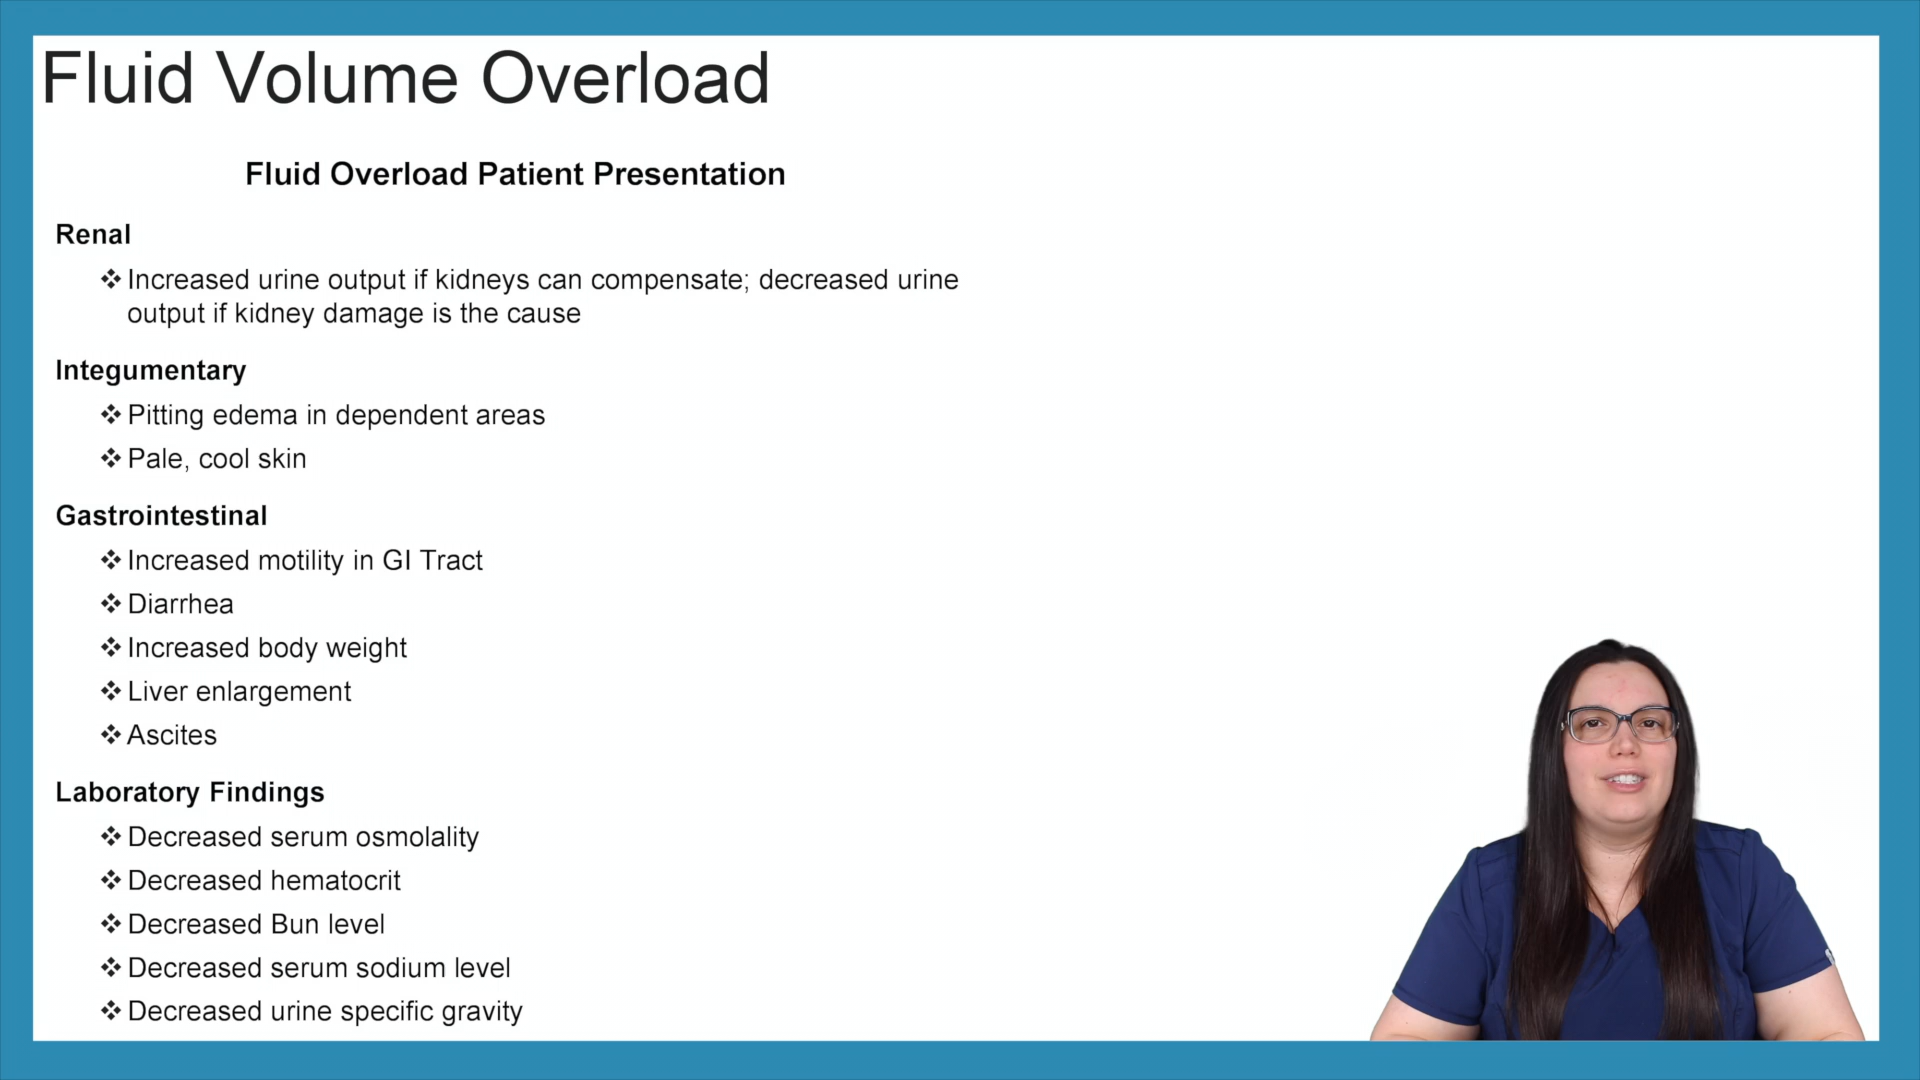 Fluid Volume Overload
Fluid Overload Patient Presentation
Renal
❖ Increased urine output if kidneys can compensate; decreased urine
output if kidney damage is the cause
Integumentary
❖ Pitting edema in dependent areas
❖ Pale, cool skin
Gastrointestinal
❖ Increased motility in GI Tract
❖ Diarrhea
❖ Increased body weight
❖ Liver enlargement
❖ Ascites
Laboratory Findings
❖ Decreased serum osmolality
❖ Decreased hematocrit
❖ Decreased Bun level
❖ Decreased serum sodium level
❖ Decreased urine specific gravity